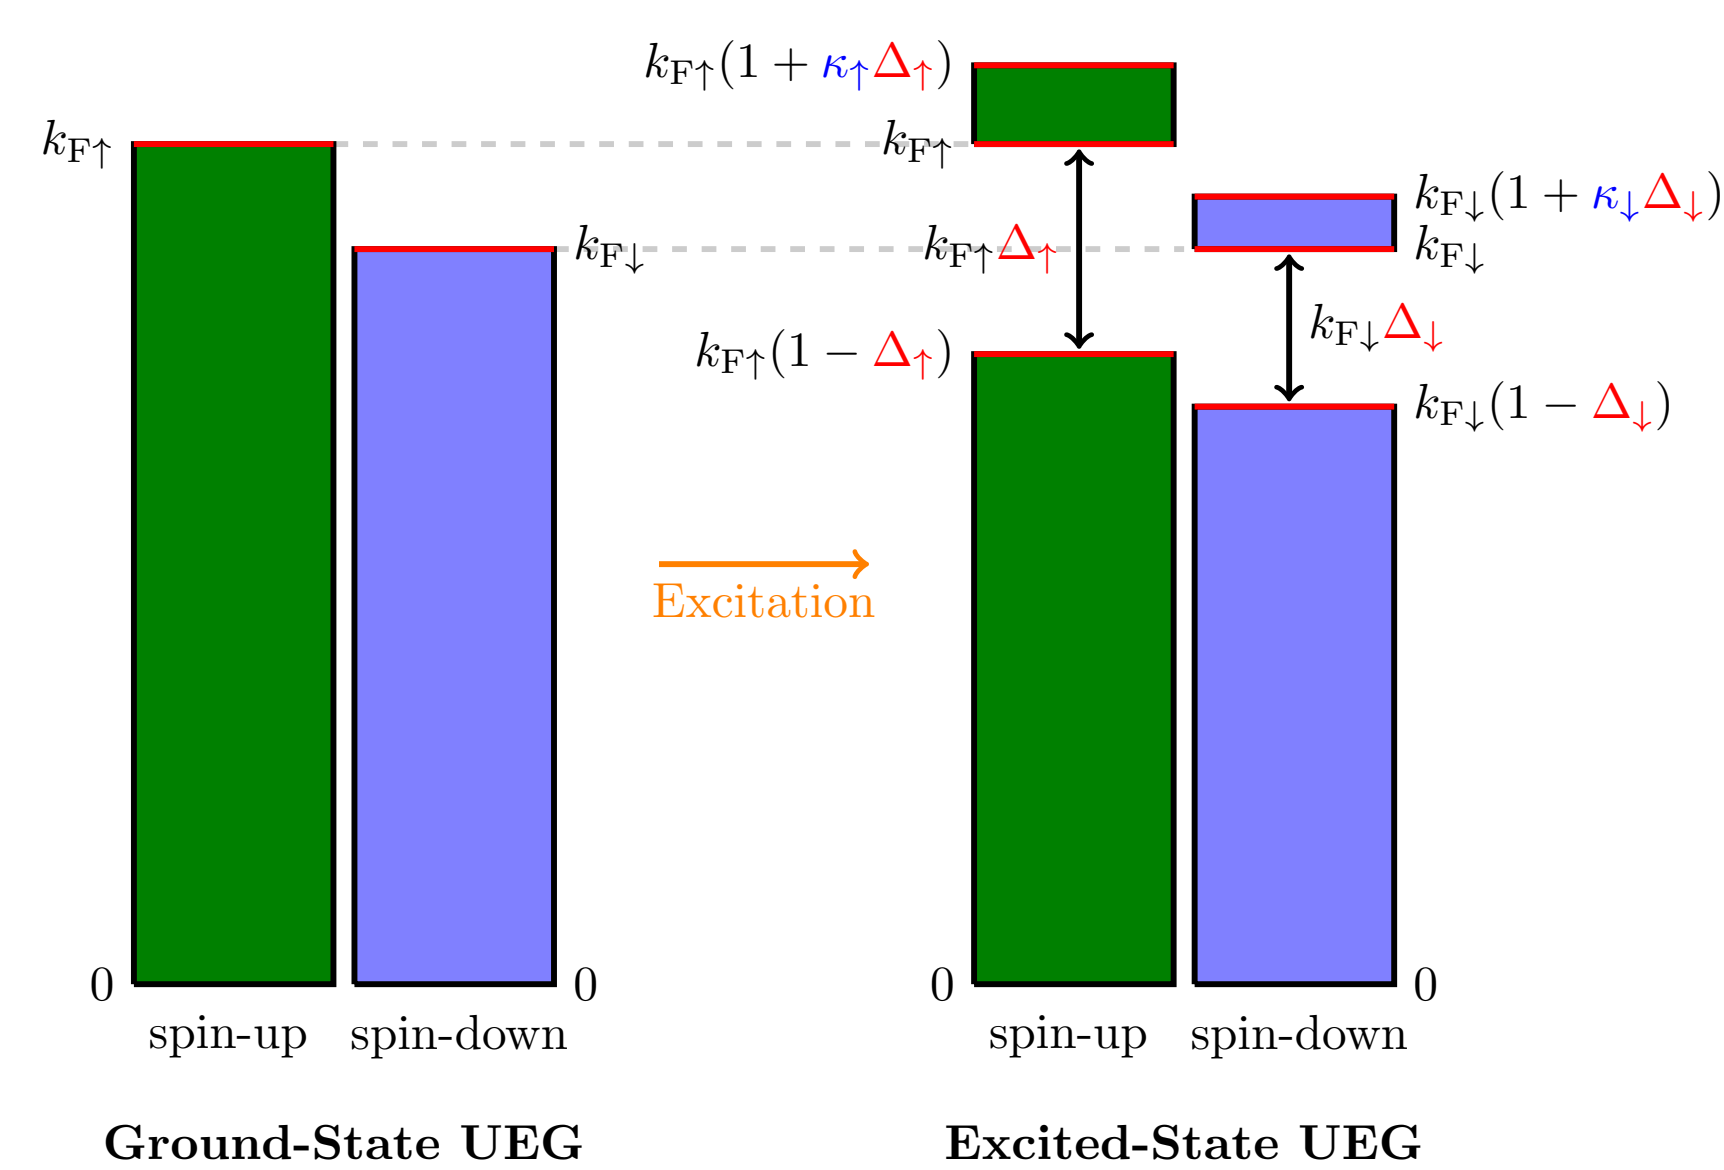 k_F↑(1 + κ_↑Δ_↑)
k_F↑
k_F↑
k_F↓(1 + κ_↓Δ_↓)
k_F↓
k_F↑Δ_↑
k_F↓
k_F↓Δ_↓
k_F↑(1 − Δ_↑)
k_F↓(1 − Δ_↓)
Excitation
0
0
0
0
spin-up
spin-down
spin-up
spin-down
Ground-State UEG
Excited-State UEG